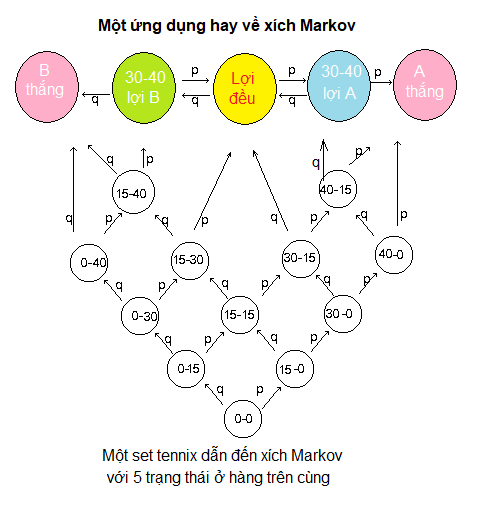 Một ứng dụng hay về xích Markov
B thắng
30-40 lợi B
p
q
q
Lợi đều
p
q
30-40 lợi A
p
A thắng
q
p
q
p
15-40
q
p
40-15
q
p
q
p
q
p
q
p
0-40
15-30
30-15
40-0
q
p
q
p
q
p
0-30
15-15
30-0
q
p
q
p
0-15
15-0
q
p
0-0
Một set tennix dẫn đến xích Markov
với 5 trạng thái ở hàng trên cùng